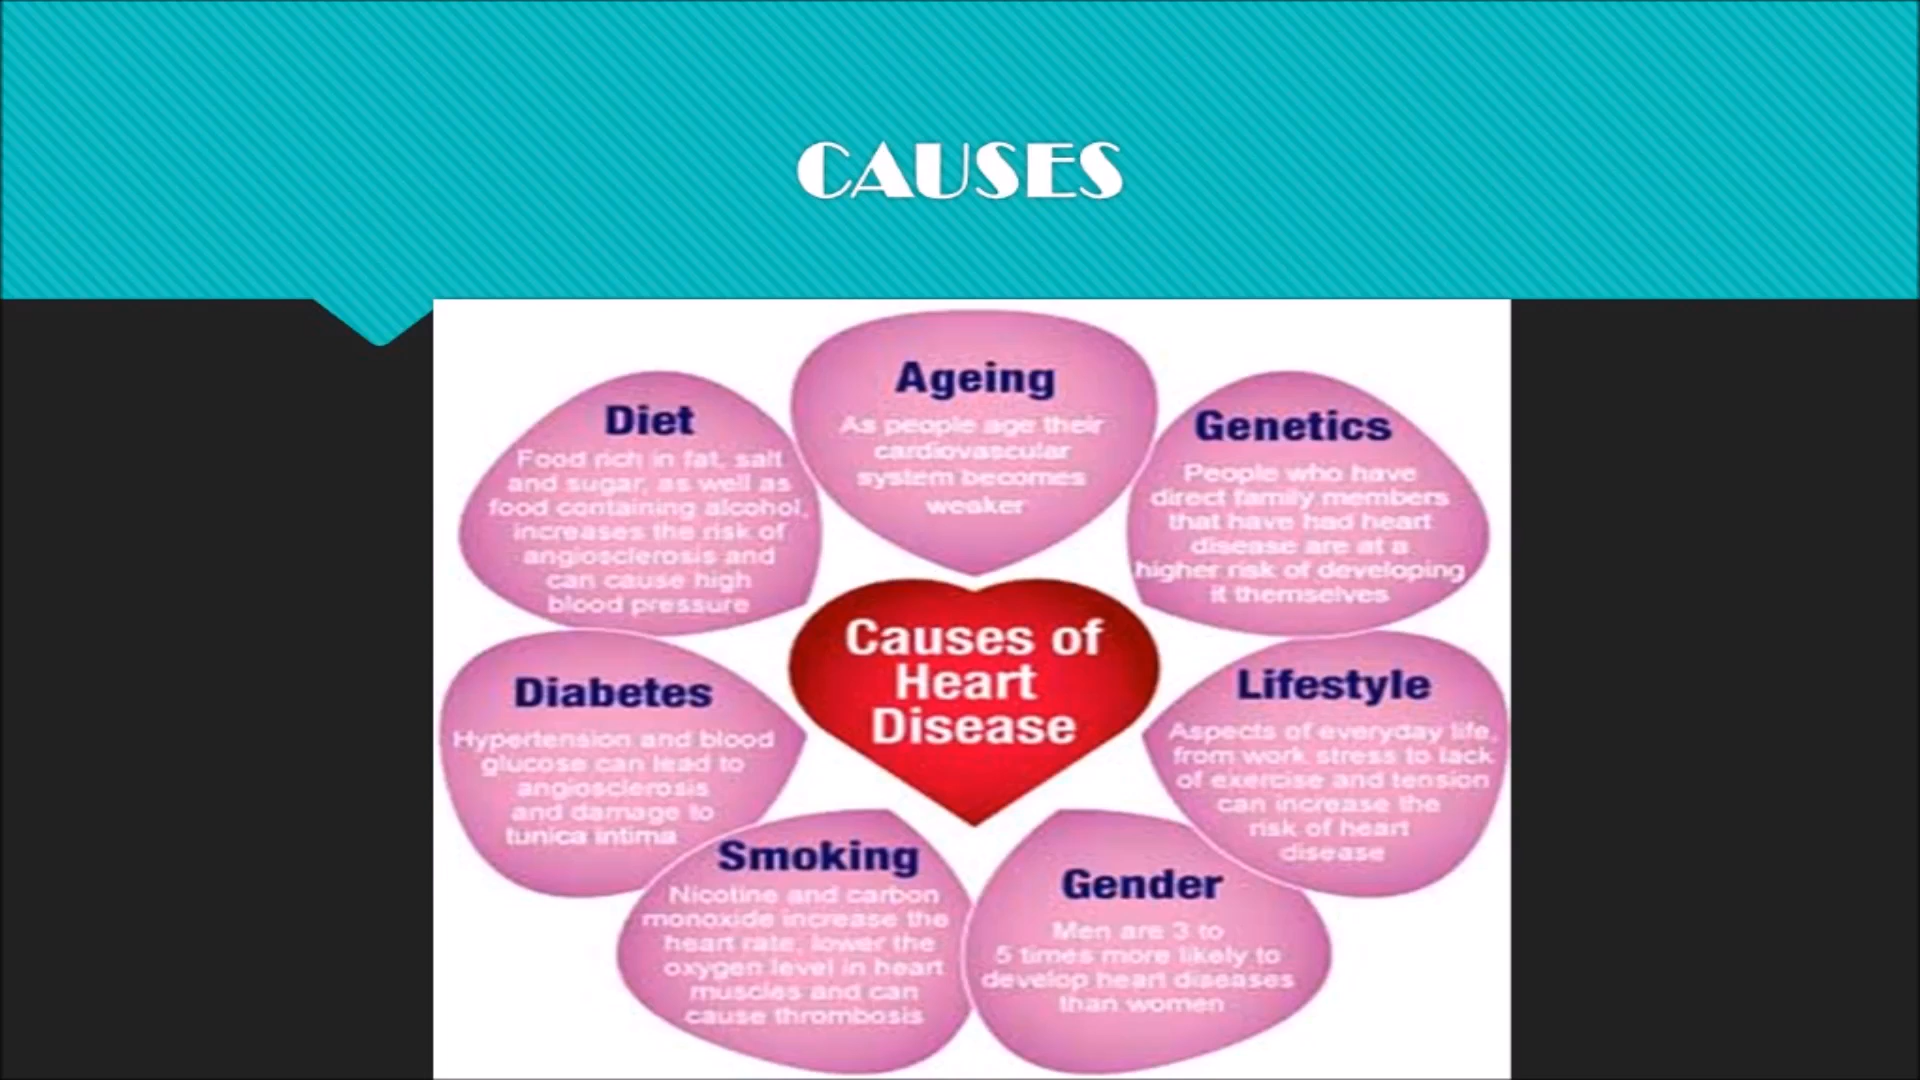 CAUSES
Ageing
As people age their
cardiovascular
system becomes
weaker
Diet
Food rich in fat, salt
and sugar, as well as
food containing alcohol,
increases the risk of
angiosclerosis and
can cause high
blood pressure
Genetics
People who have
direct family members
that have had heart
disease are at a
higher risk of developing
it themselves
Causes of
Heart
Disease
Diabetes
Hypertension and blood
glucose can lead to
angiosclerosis
and damage to
tunica intima
Lifestyle
Aspects of everyday life,
from work stress to lack
of exercise and tension
can increase the
risk of heart
disease
Smoking
Nicotine and carbon
monoxide increase the
heart rate, lower the
oxygen level in heart
muscles and can
cause thrombosis
Gender
Men are 3 to
5 times more likely to
develop heart diseases
than women